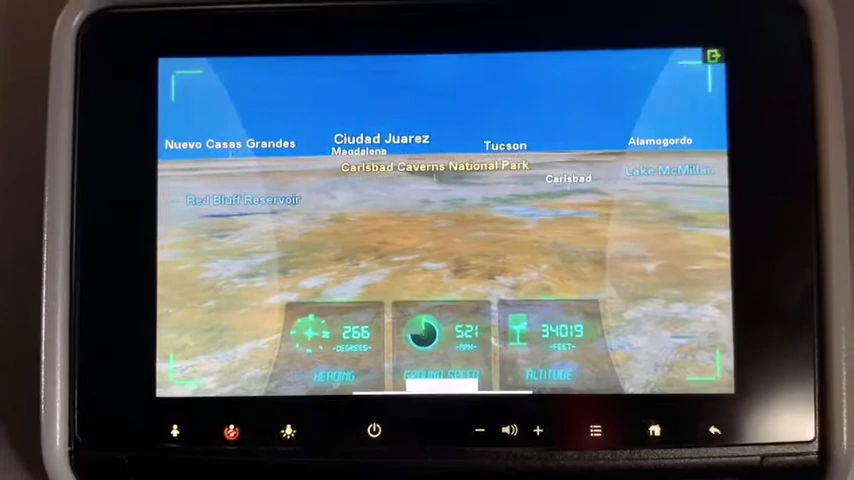 Nuevo Casas Grandes
Ciudad Juarez
Magdalena
Tucson
Alamogordo
Carlsbad Caverns National Park
Carlsbad
Lake McMillan
Red Bluff Reservoir
266
-DEGREES-
HEADING
521
-MPH-
GROUND SPEED
34019
-FEET-
ALTITUDE